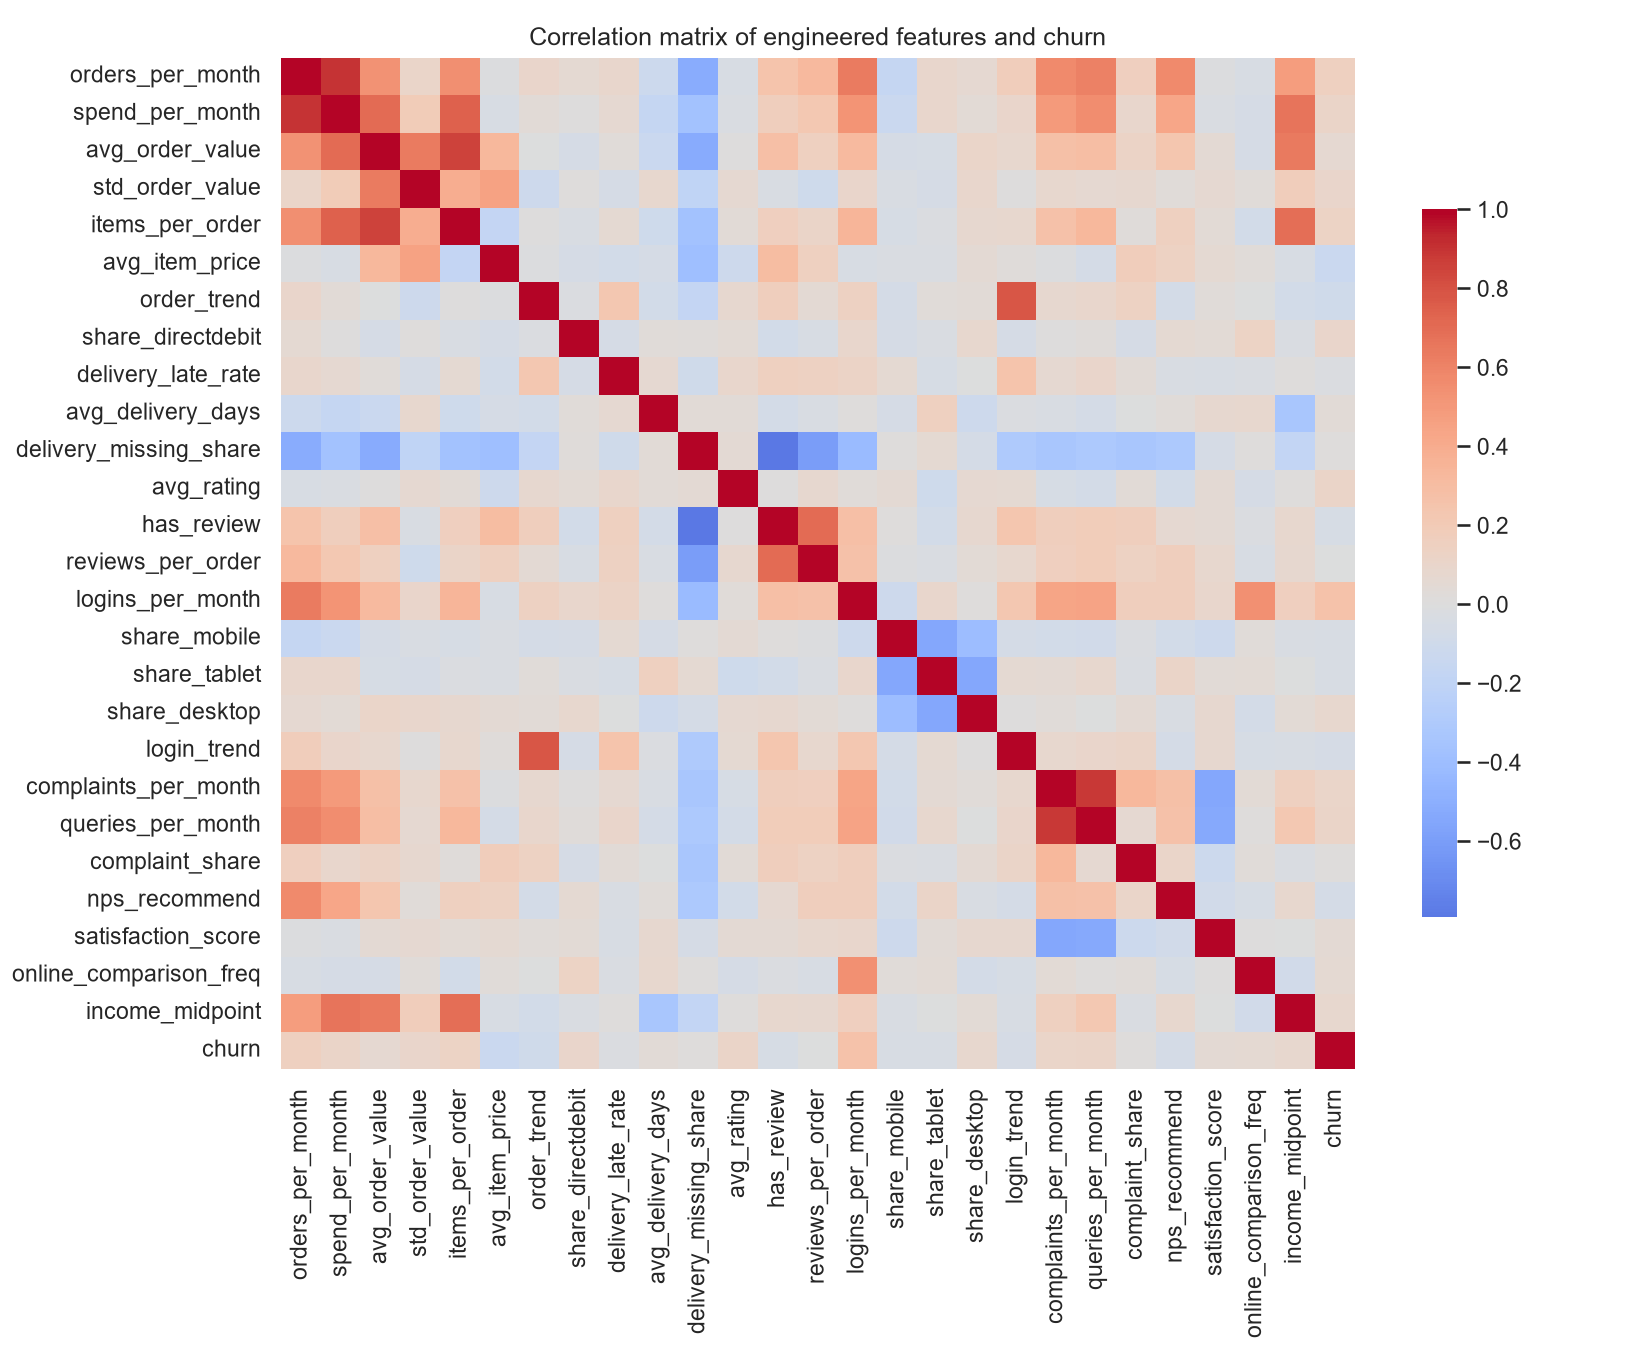 Correlation matrix of engineered features and churn
orders_per_month
spend_per_month
avg_order_value
std_order_value
items_per_order
avg_item_price
order_trend
share_directdebit
delivery_late_rate
avg_delivery_days
delivery_missing_share
avg_rating
has_review
reviews_per_order
logins_per_month
share_mobile
share_tablet
share_desktop
login_trend
complaints_per_month
queries_per_month
complaint_share
nps_recommend
satisfaction_score
online_comparison_freq
income_midpoint
churn
orders_per_month
spend_per_month
avg_order_value
std_order_value
items_per_order
avg_item_price
order_trend
share_directdebit
delivery_late_rate
avg_delivery_days
delivery_missing_share
avg_rating
has_review
reviews_per_order
logins_per_month
share_mobile
share_tablet
share_desktop
login_trend
complaints_per_month
queries_per_month
complaint_share
nps_recommend
satisfaction_score
online_comparison_freq
income_midpoint
churn
1.0
0.8
0.6
0.4
0.2
0.0
−0.2
−0.4
−0.6